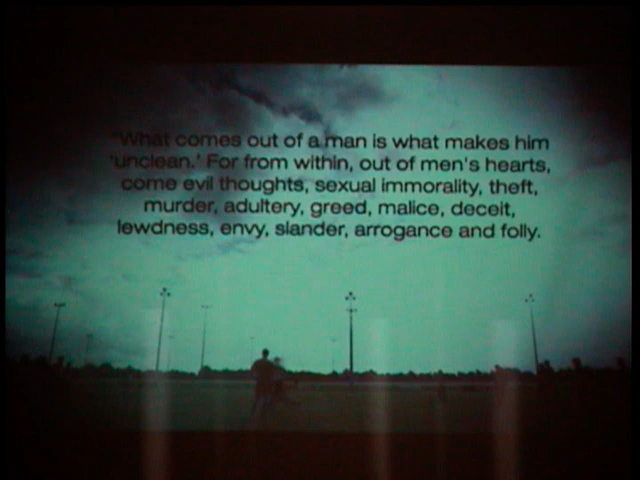 "What comes out of a man is what makes him
'unclean.' For from within, out of men's hearts,
come evil thoughts, sexual immorality, theft,
murder, adultery, greed, malice, deceit,
lewdness, envy, slander, arrogance and folly.